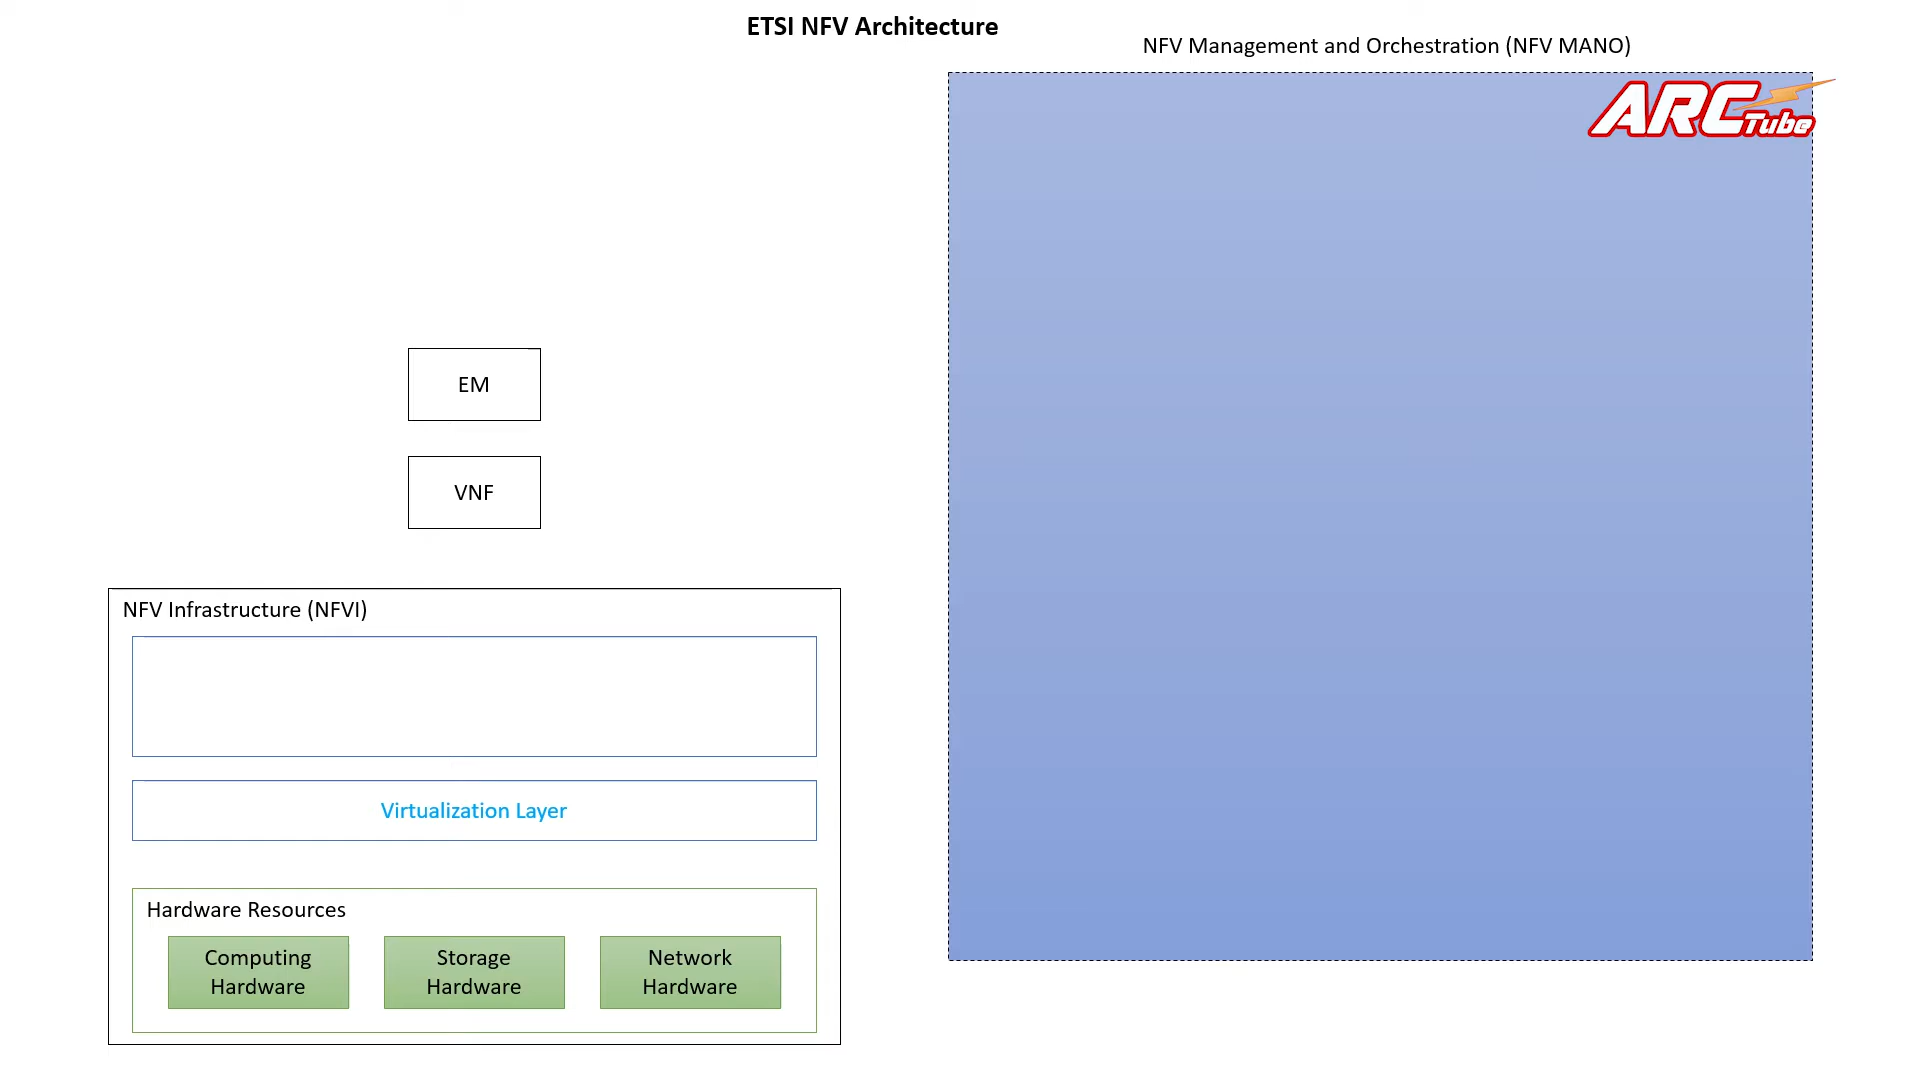 ETSI NFV Architecture
NFV Management and Orchestration (NFV MANO)
ARC Tube
EM
VNF
NFV Infrastructure (NFVI)
Virtualization Layer
Hardware Resources
Computing
Hardware
Storage
Hardware
Network
Hardware